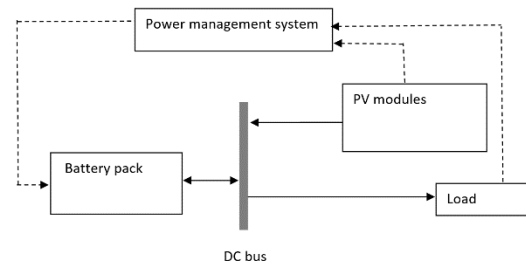 Power management system
PV modules
Battery pack
Load
DC bus